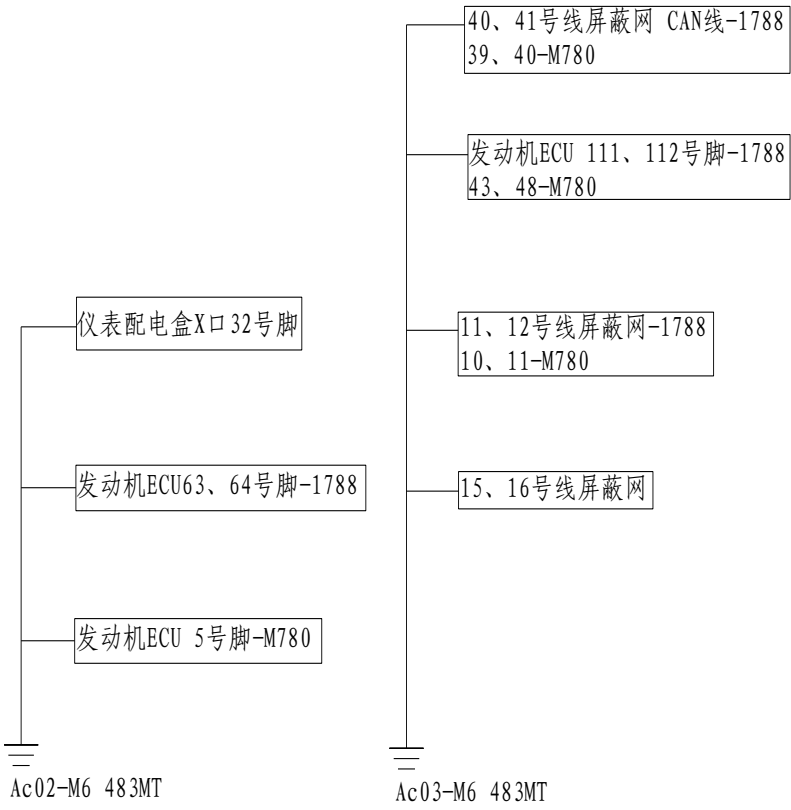 40、41号线屏蔽网 CAN线-1788
39、40-M780
发动机ECU 111、112号脚-1788
43、48-M780
仪表配电盒X口32号脚
11、12号线屏蔽网-1788
10、11-M780
发动机ECU63、64号脚-1788
15、16号线屏蔽网
发动机ECU 5号脚-M780
Ac02-M6 483MT
Ac03-M6 483MT